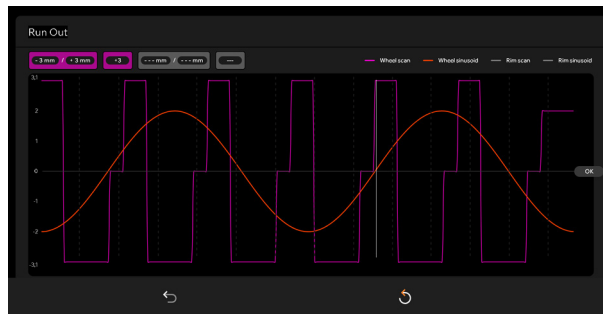 Run Out
- 3 mm / + 3 mm +3 - - - mm / - - - mm ---
Wheel scan Wheel sinusoid Rim scan Rim sinusoid
3,1
2
1
0
OK
-1
-2
-3,1